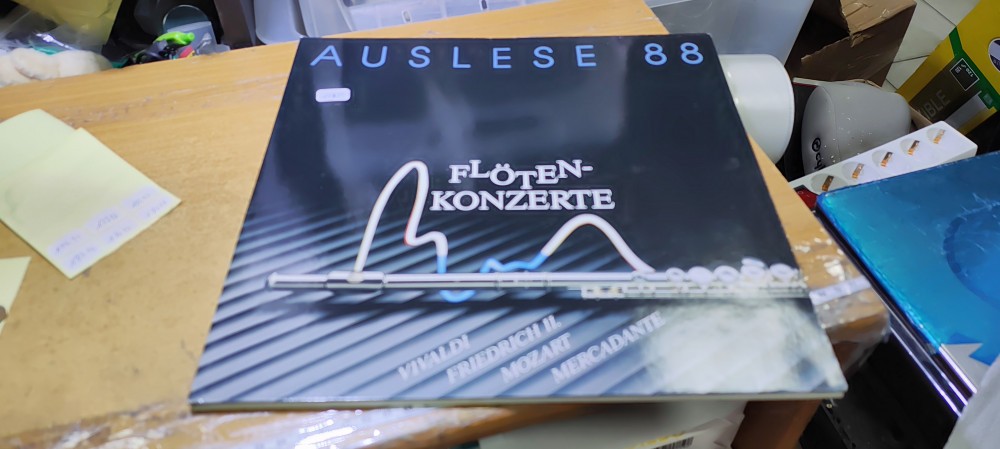 AUSLESE 88
FLÖTEN-
KONZERTE
VIVALDI
FRIEDRICH II.
MOZART
MERCADANTE